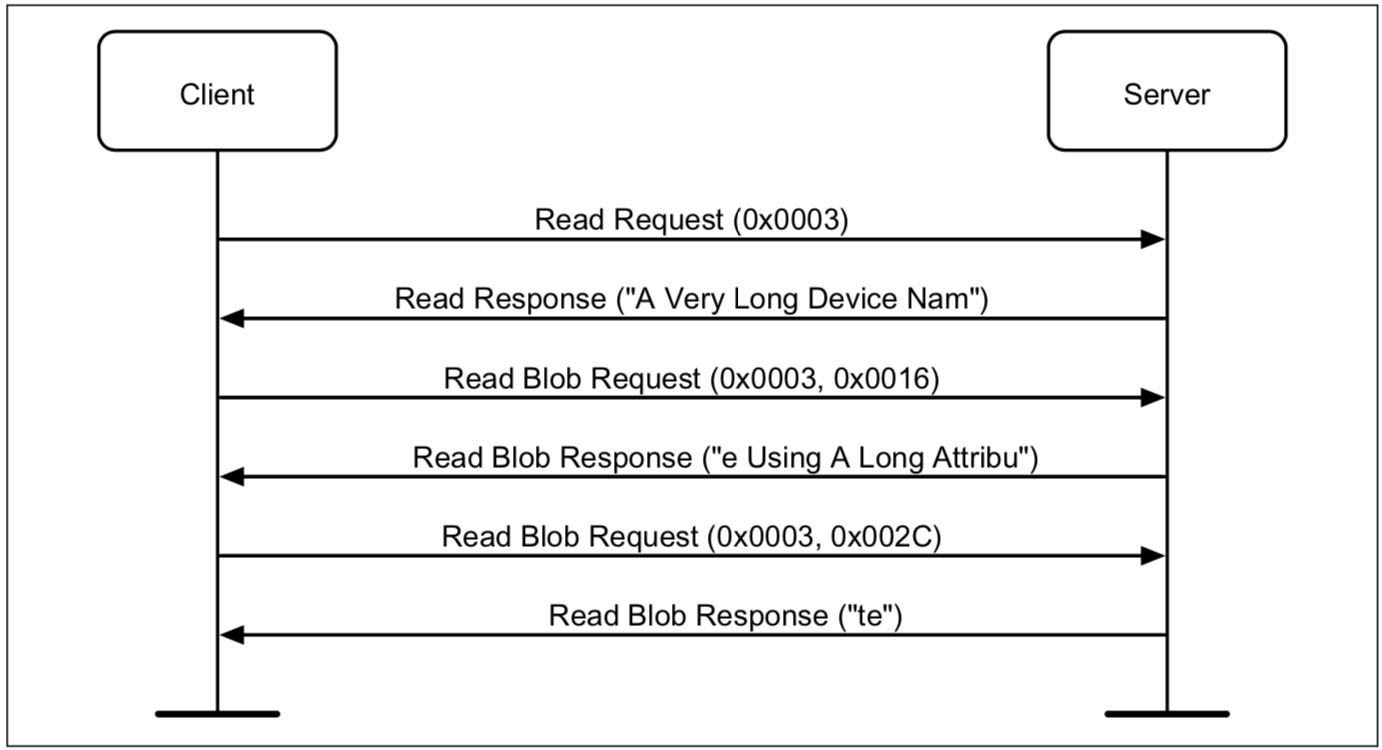 Client
Server
Read Request (0x0003)
Read Response ("A Very Long Device Nam")
Read Blob Request (0x0003, 0x0016)
Read Blob Response ("e Using A Long Attribu")
Read Blob Request (0x0003, 0x002C)
Read Blob Response ("te")